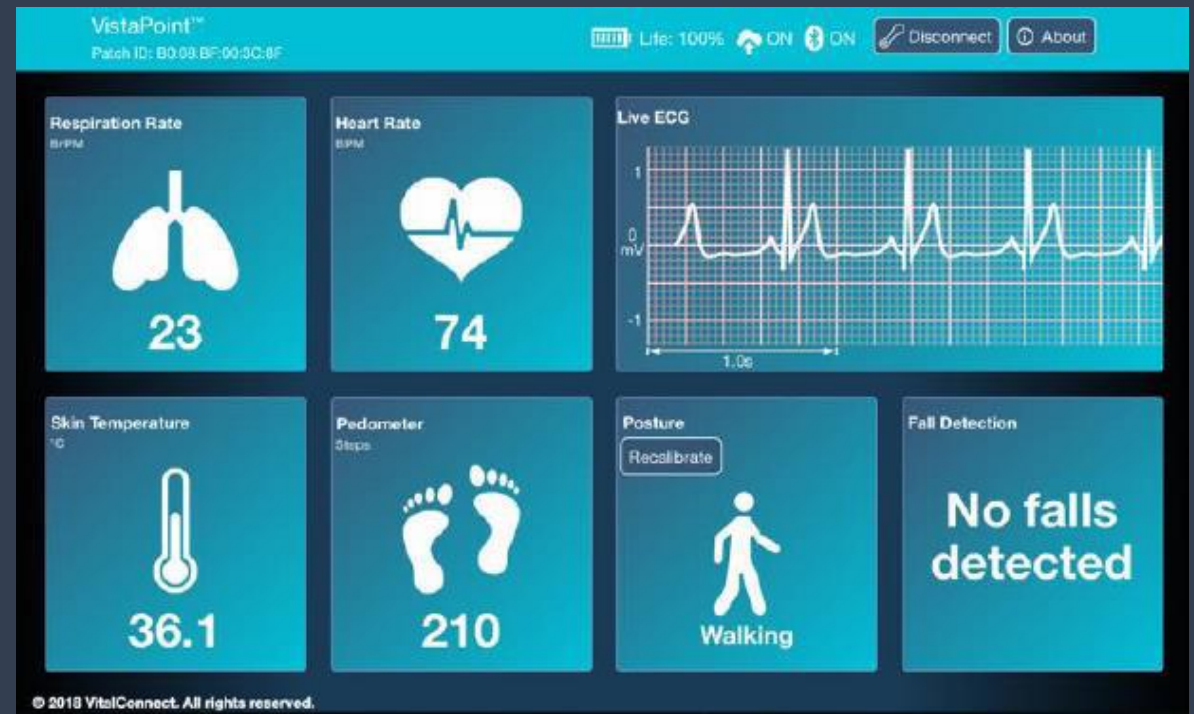 VistaPoint™
Patch ID: B0:09:BF:00:3C:8F
Life: 100% ON ON Disconnect About
Respiration Rate
BrPM
23
Heart Rate
BPM
74
Live ECG
1
0
mV
-1
1.0s
Skin Temperature
°C
36.1
Pedometer
Steps
210
Posture
Recalibrate
Walking
Fall Detection
No falls
detected
© 2018 VitalConnect. All rights reserved.